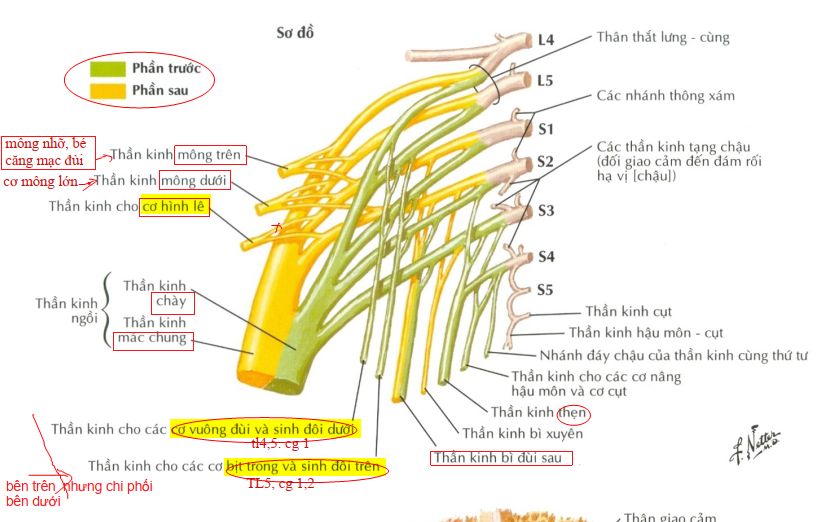 Sơ đồ
Phần trước
Phần sau
L4
L5
S1
S2
S3
S4
S5
Thân thắt lưng - cùng
Các nhánh thông xám
Các thần kinh tạng chậu
(đối giao cảm đến đám rối
hạ vị [chậu])
mông nhỡ, bé
căng mạc đùi
Thần kinh mông trên
cơ mông lớn
Thần kinh mông dưới
Thần kinh cho cơ hình lê
Thần kinh
ngồi
Thần kinh
chày
Thần kinh
mác chung
Thần kinh cụt
Thần kinh hậu môn - cụt
Nhánh đáy chậu của thần kinh cùng thứ tư
Thần kinh cho các cơ nâng
hậu môn và cơ cụt
Thần kinh thẹn
Thần kinh bì xuyên
Thần kinh bì đùi sau
Thần kinh cho các cơ vuông đùi và sinh đôi dưới
tl4,5. cg 1
Thần kinh cho các cơ bịt trong và sinh đôi trên
TL5, cg 1,2
bên trên nhưng chi phối
bên dưới
F. Netter
M.D.
Thân giao cảm